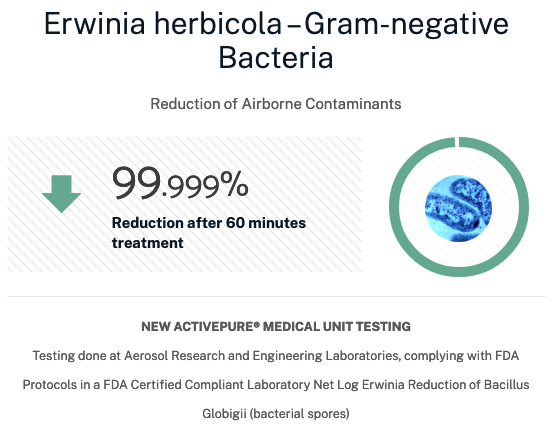 Erwinia herbicola – Gram-negative
Bacteria
Reduction of Airborne Contaminants
99.999%
Reduction after 60 minutes
treatment
NEW ACTIVEPURE® MEDICAL UNIT TESTING
Testing done at Aerosol Research and Engineering Laboratories, complying with FDA
Protocols in a FDA Certified Compliant Laboratory Net Log Erwinia Reduction of Bacillus
Globigii (bacterial spores)